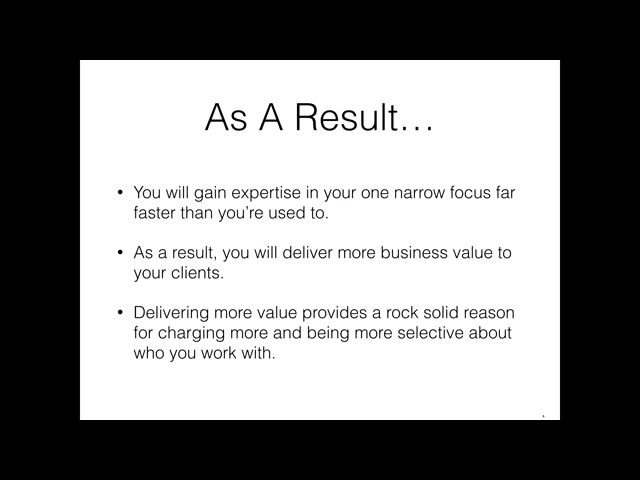 As A Result…
• You will gain expertise in your one narrow focus far
faster than you're used to.
• As a result, you will deliver more business value to
your clients.
• Delivering more value provides a rock solid reason
for charging more and being more selective about
who you work with.